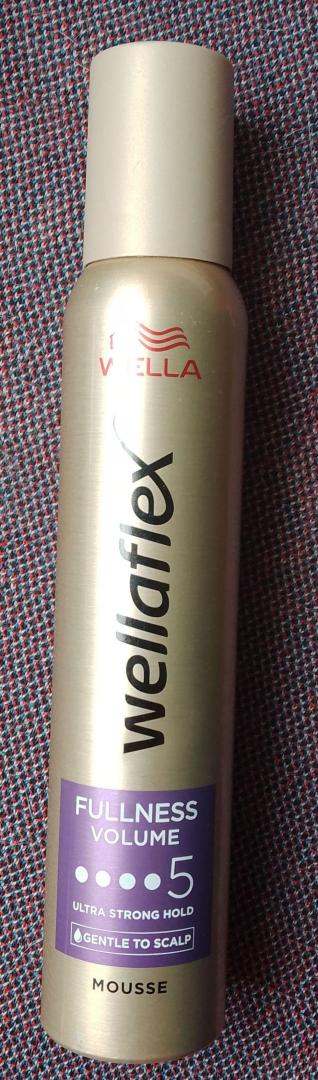 WELLA
wellaflex
FULLNESS
VOLUME
5
ULTRA STRONG HOLD
GENTLE TO SCALP
MOUSSE